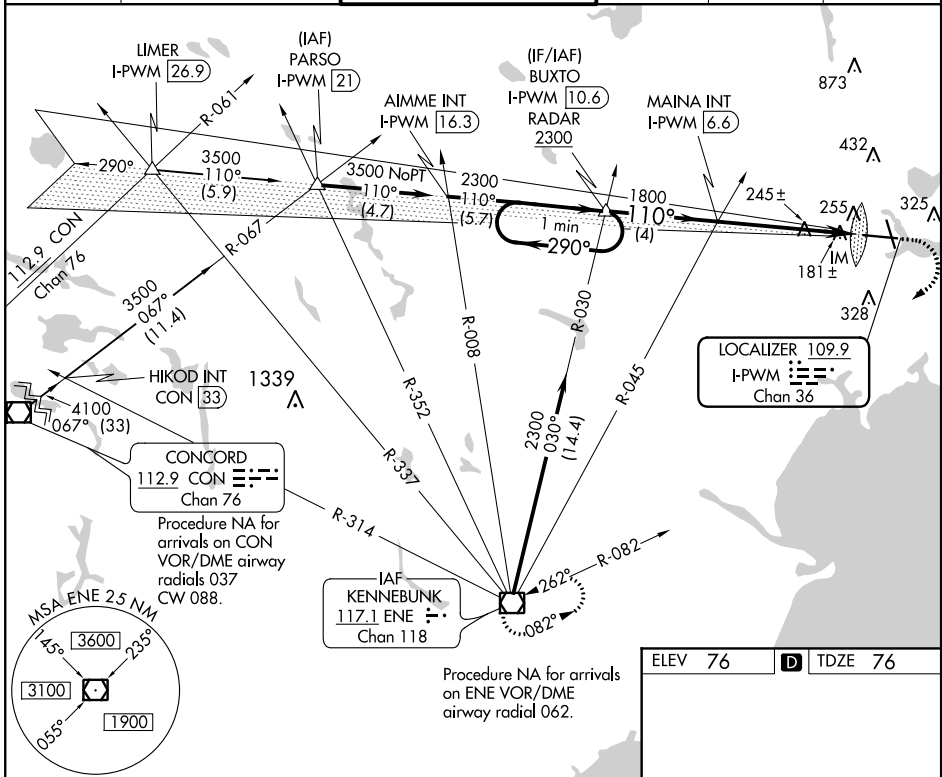 LIMER
I-PWM 26.9
(IAF)
PARSO
I-PWM 21
AIMME INT
I-PWM 16.3
(IF/IAF)
BUXTO
I-PWM 10.6
RADAR
2300
MAINA INT
I-PWM 6.6
873
432
325
255
245±
181±
IM
328
R-061
290°
3500
110°
(5.9)
3500 NoPT
110°
(4.7)
2300
110°
(5.7)
1 min
290°
1800
110°
(4)
112.9 CON
Chan 76
R-067
3500
067°
(11.4)
HIKOD INT
CON 33
1339
4100
067° (33)
R-337
R-352
R-008
R-030
R-045
2300
030°
(14.4)
LOCALIZER 109.9
I-PWM
Chan 36
CONCORD
112.9 CON
Chan 76
Procedure NA for
arrivals on CON
VOR/DME airway
radials 037
CW 088.
R-314
IAF
KENNEBUNK
117.1 ENE
Chan 118
262°
R-082
082°
Procedure NA for arrivals
on ENE VOR/DME
airway radial 062.
MSA ENE 25 NM
145°
3600
235°
3100
055°
1900
ELEV 76 D TDZE 76